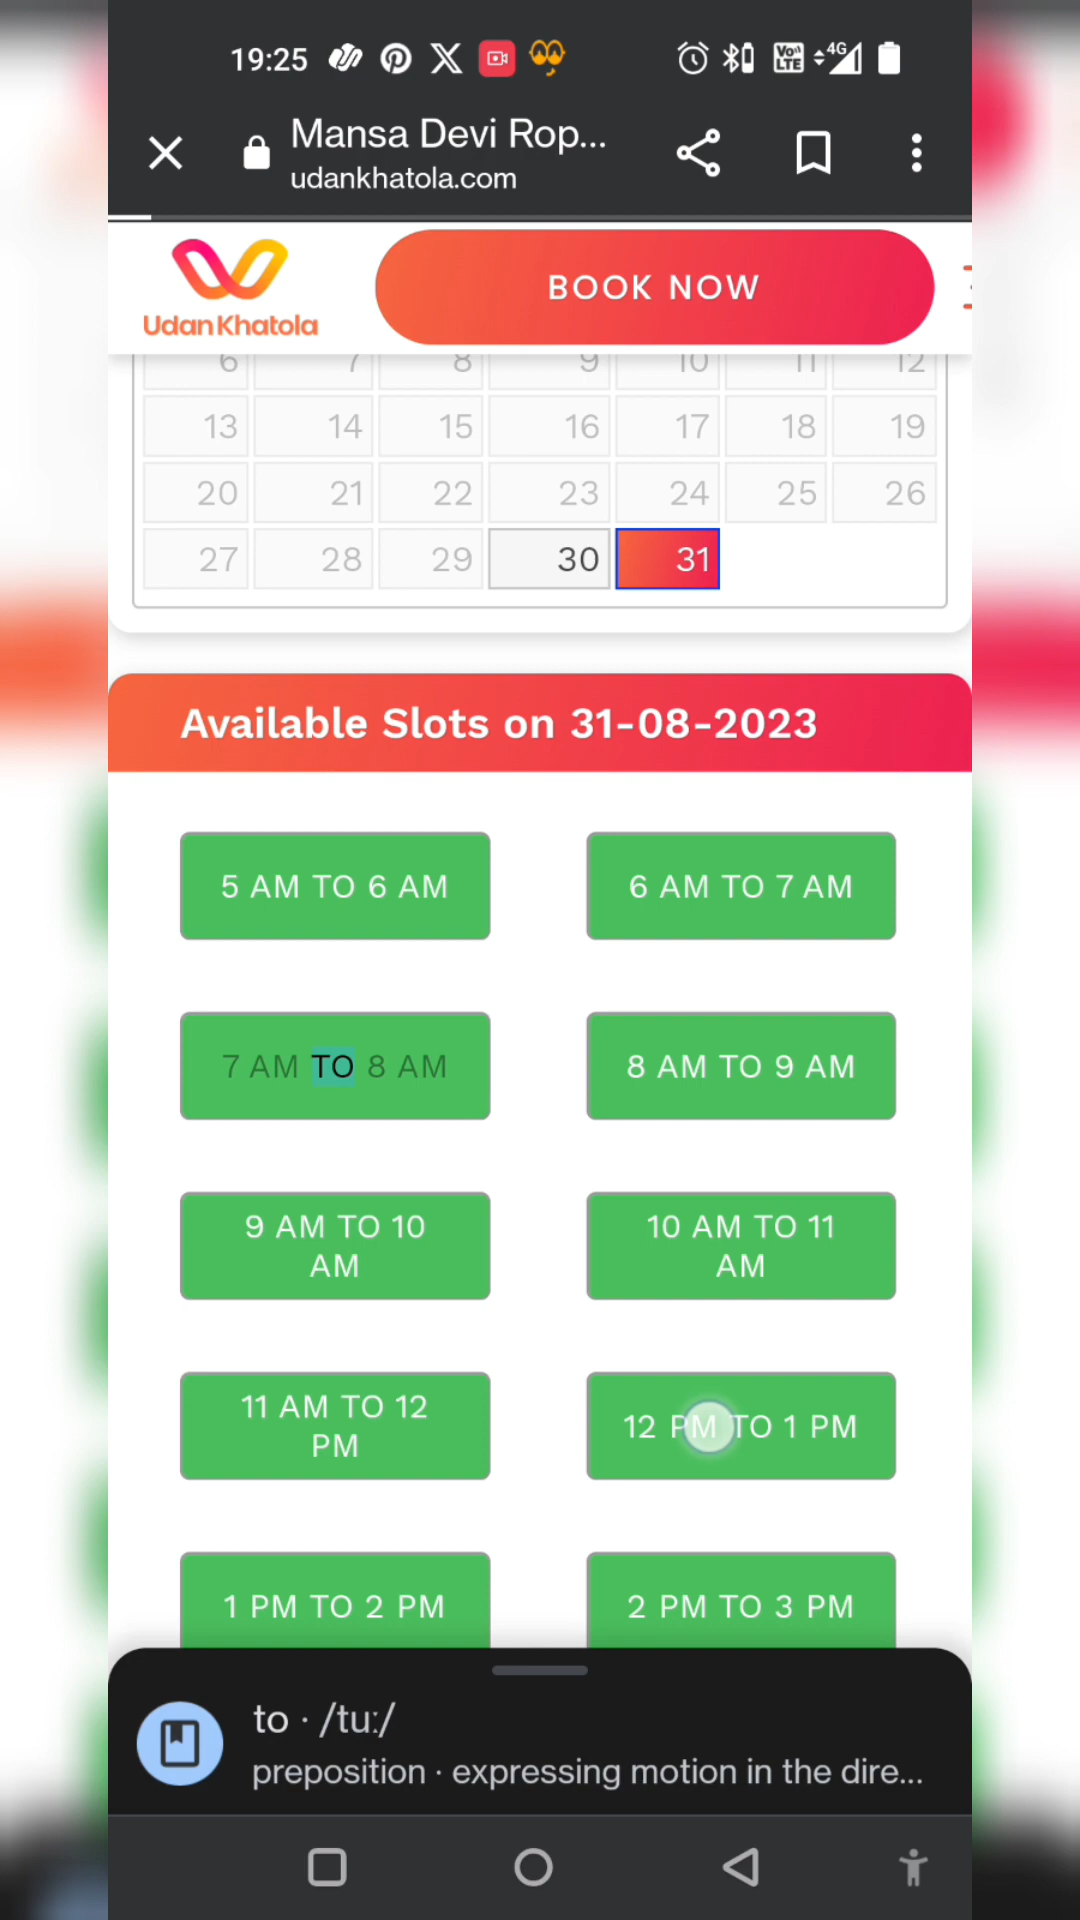 19:25
Vo)) LTE
4G
Mansa Devi Rop...
udankhatola.com
Udan Khatola
BOOK NOW
6 7 8 9 10 11 12
13 14 15 16 17 18 19
20 21 22 23 24 25 26
27 28 29 30 31
Available Slots on 31-08-2023
5 AM TO 6 AM
6 AM TO 7 AM
7 AM TO 8 AM
8 AM TO 9 AM
9 AM TO 10
AM
10 AM TO 11
AM
11 AM TO 12
PM
12 PM TO 1 PM
1 PM TO 2 PM
2 PM TO 3 PM
to · /tuː/
preposition · expressing motion in the dire...